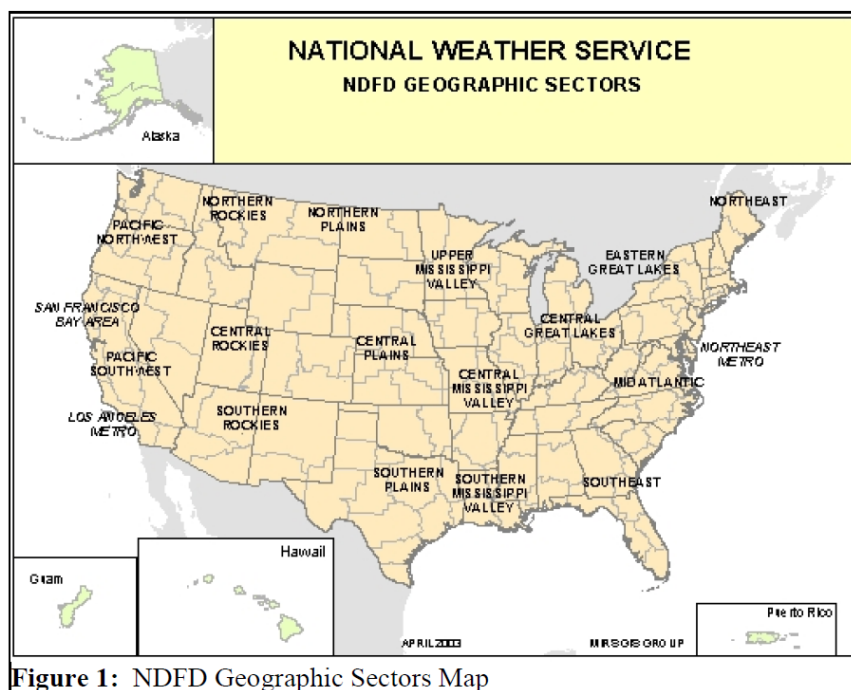 NATIONAL WEATHER SERVICE
NDFD GEOGRAPHIC SECTORS
Alaska
NORTHERN
ROCKIES
NORTHERN
PLAINS
NORTHEAST
PACIFIC
NORTHWEST
UPPER
MISSISSIPPI
VALLEY
EASTERN
GREAT LAKES
SAN FRANCISCO
BAY AREA
CENTRAL
ROCKIES
CENTRAL
PLAINS
CENTRAL
GREAT LAKES
NORTHEAST
METRO
PACIFIC
SOUTHWEST
CENTRAL
MISSISSIPPI
VALLEY
MID ATLANTIC
LOS ANGELES
METRO
SOUTHERN
ROCKIES
SOUTHERN
PLAINS
SOUTHERN
MISSISSIPPI
VALLEY
SOUTHEAST
Guam
Hawaii
Puerto Rico
APRIL 2003
GIS GROUP
Figure 1: NDFD Geographic Sectors Map